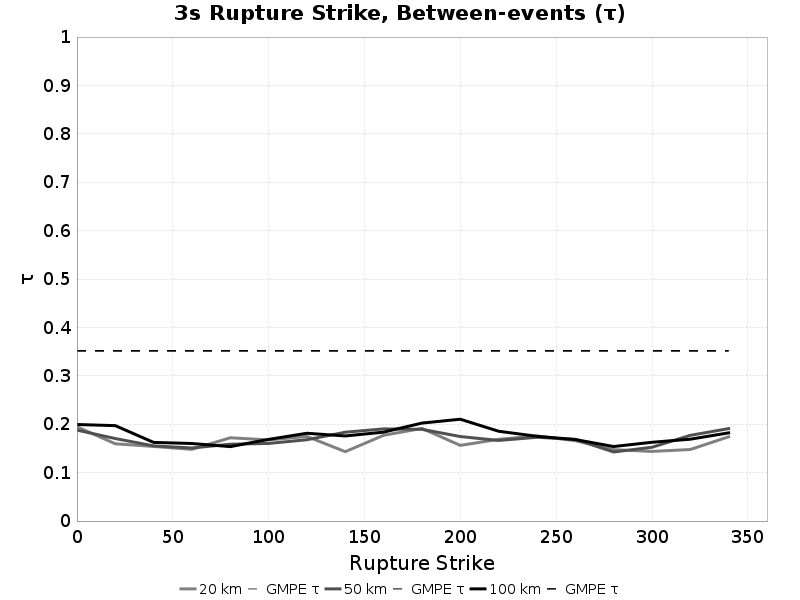 3s Rupture Strike, Between-events (τ)
1
0.9
0.8
0.7
0.6
0.5
0.4
0.3
0.2
0.1
0
τ
0 50 100 150 200 250 300 350
Rupture Strike
20 km GMPE τ 50 km GMPE τ 100 km GMPE τ